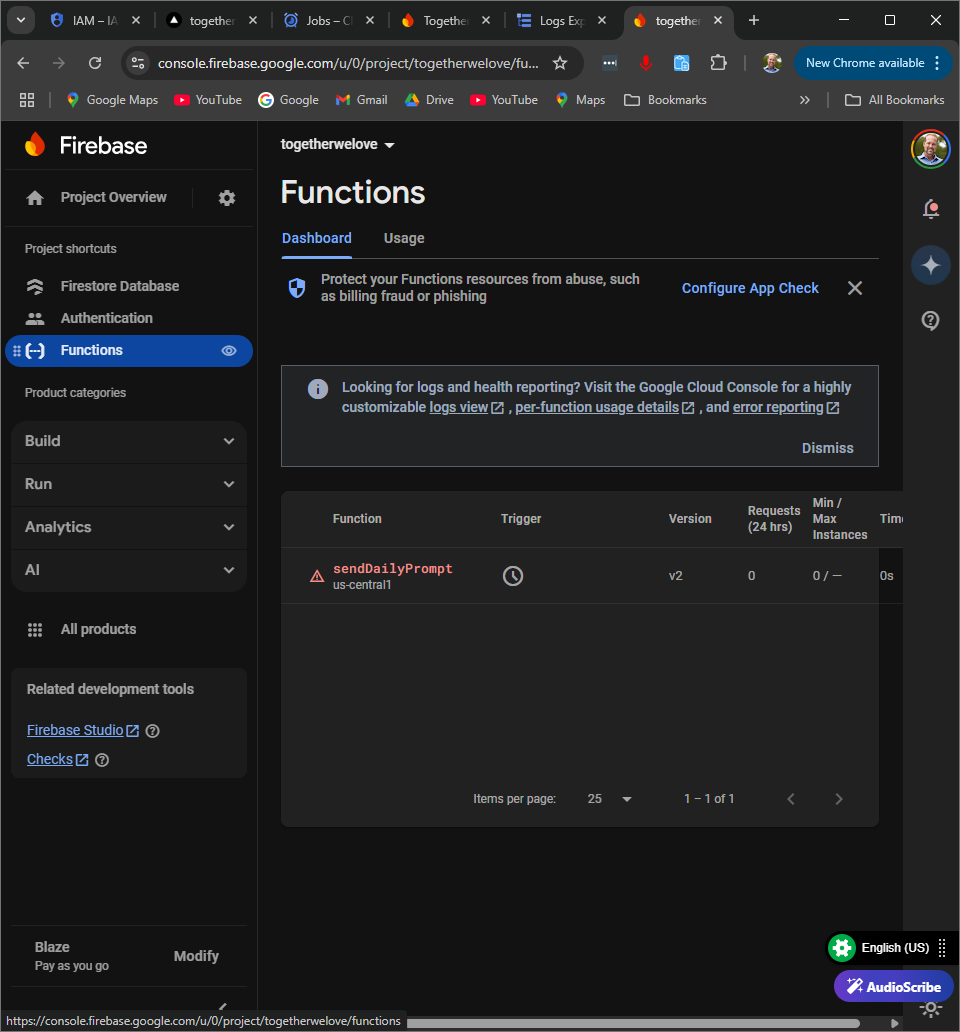 IAM – IA
together
Jobs – Cl
Togethe
Logs Exp
together
console.firebase.google.com/u/0/project/togetherwelove/fu...
New Chrome available
Google Maps
YouTube
Google
Gmail
Drive
YouTube
Maps
Bookmarks
All Bookmarks
Firebase
Project Overview
Project shortcuts
Firestore Database
Authentication
Functions
Product categories
Build
Run
Analytics
AI
All products
Related development tools
Firebase Studio
Checks
Blaze
Pay as you go
Modify
togetherwelove
Functions
Dashboard
Usage
Protect your Functions resources from abuse, such
as billing fraud or phishing
Configure App Check
Looking for logs and health reporting? Visit the Google Cloud Console for a highly
customizable logs view , per-function usage details , and error reporting
Dismiss
Function
Trigger
Version
Requests
(24 hrs)
Min /
Max
Instances
Time
sendDailyPrompt
us-central1
v2
0
0 / —
0s
Items per page:
25
1 – 1 of 1
English (US)
AudioScribe
https://console.firebase.google.com/u/0/project/togetherwelove/functions